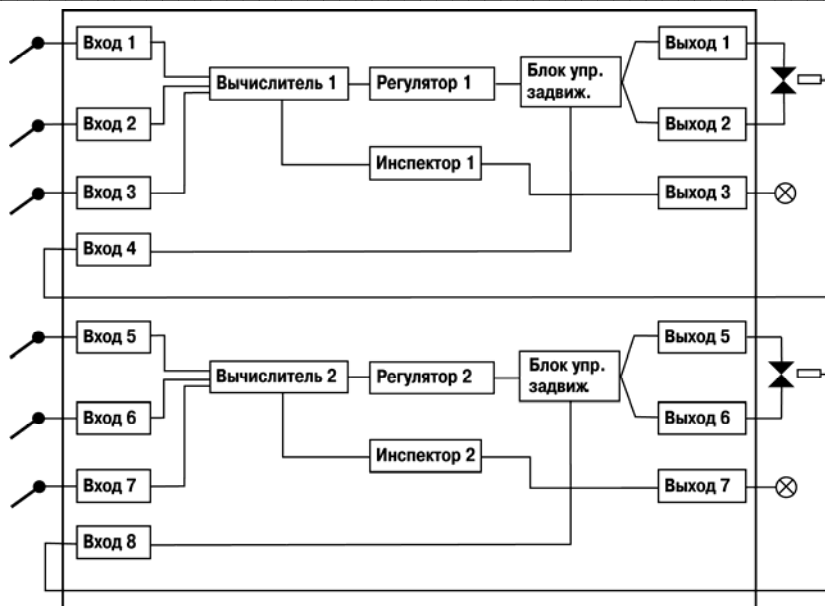 Вход 1
Выход 1
Вычислитель 1
Регулятор 1
Блок упр.
задвиж.
Вход 2
Выход 2
Инспектор 1
Вход 3
Выход 3
Вход 4
Вход 5
Выход 5
Вычислитель 2
Регулятор 2
Блок упр.
задвиж
Вход 6
Выход 6
Инспектор 2
Вход 7
Выход 7
Вход 8